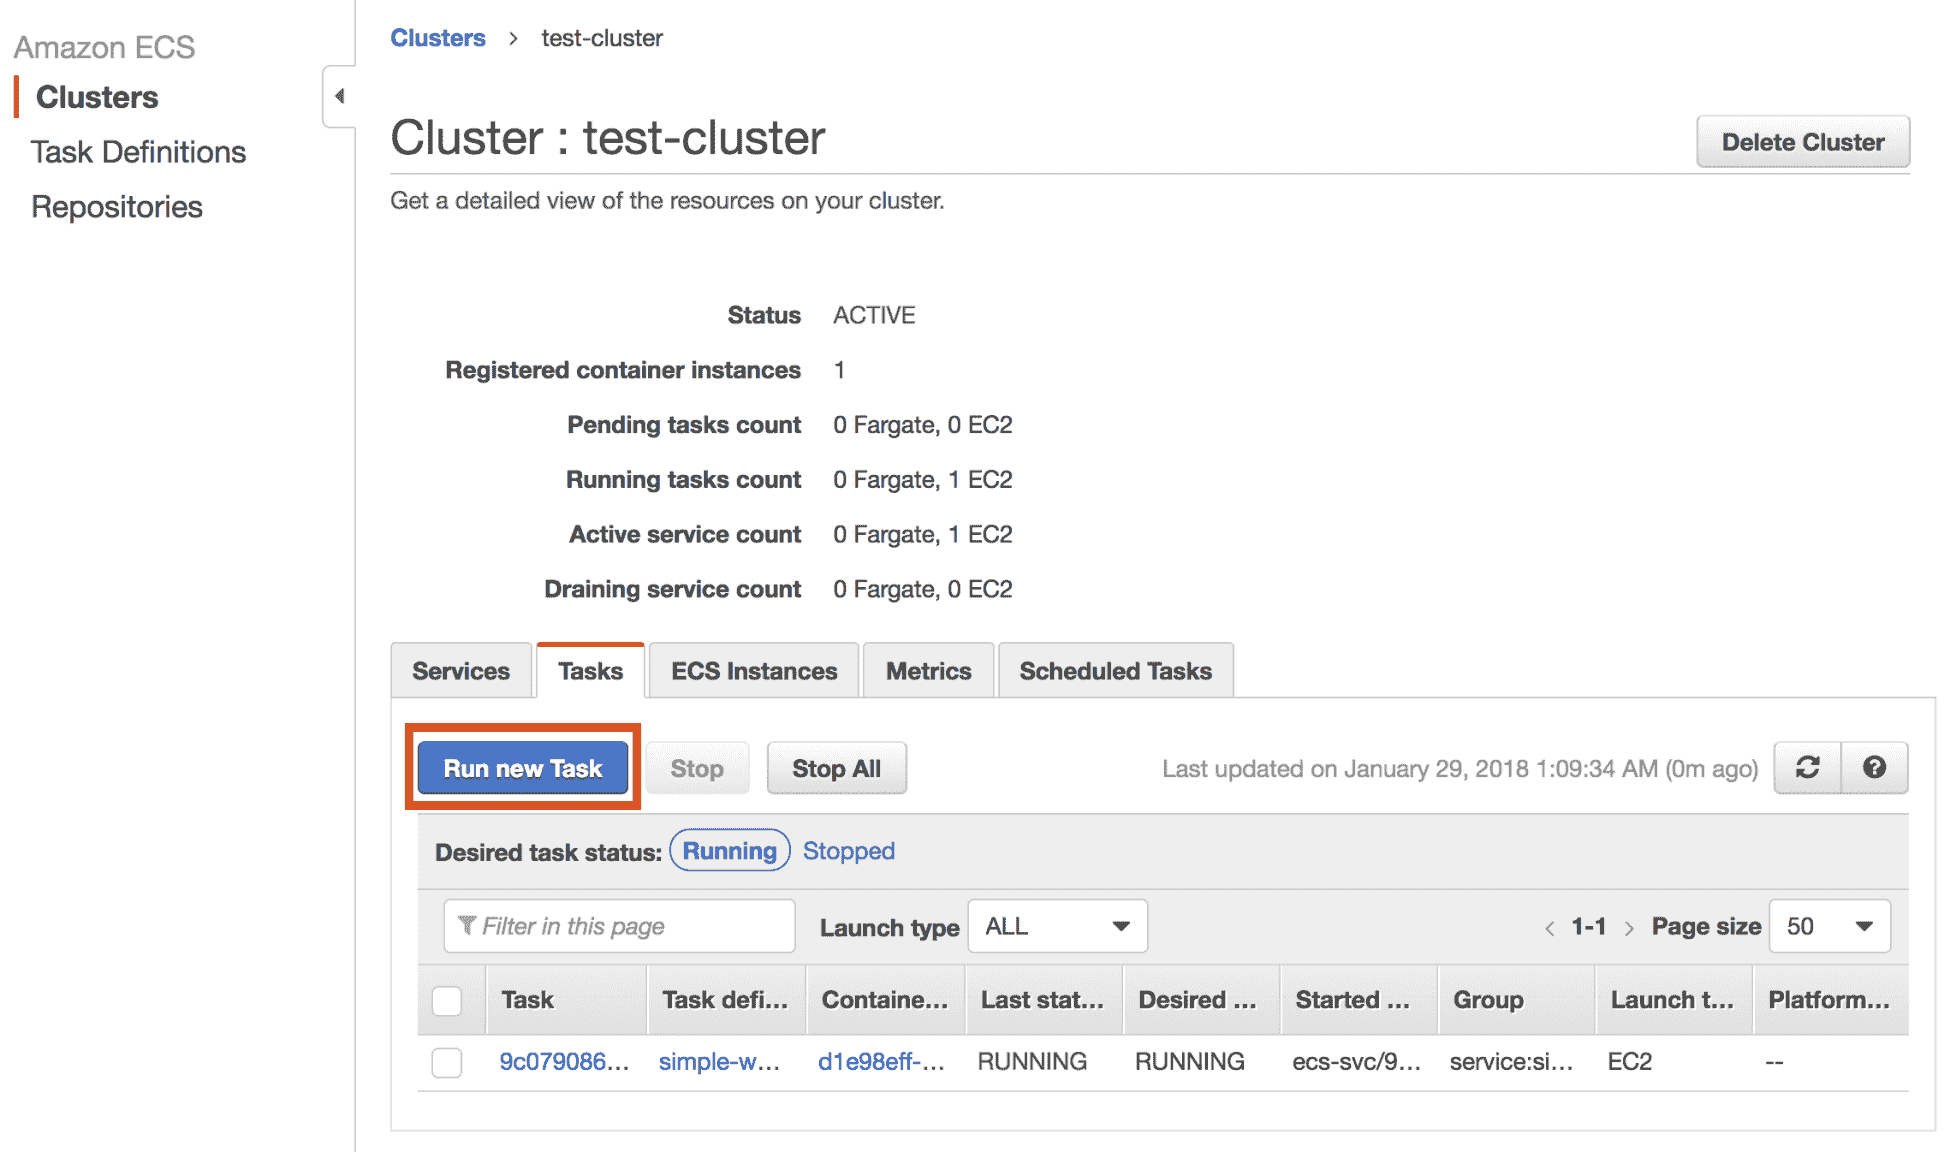 Amazon ECS
Clusters
Task Definitions
Repositories
Clusters > test-cluster
Cluster : test-cluster
Delete Cluster
Get a detailed view of the resources on your cluster.
Status ACTIVE
Registered container instances 1
Pending tasks count 0 Fargate, 0 EC2
Running tasks count 0 Fargate, 1 EC2
Active service count 0 Fargate, 1 EC2
Draining service count 0 Fargate, 0 EC2
Services Tasks ECS Instances Metrics Scheduled Tasks
Run new Task Stop Stop All Last updated on January 29, 2018 1:09:34 AM (0m ago)
Desired task status: Running Stopped
Filter in this page Launch type ALL < 1-1 > Page size 50
Task Task defi... Containe... Last stat... Desired ... Started ... Group Launch t... Platform...
9c079086... simple-w... d1e98eff-... RUNNING RUNNING ecs-svc/9... service:si... EC2 --